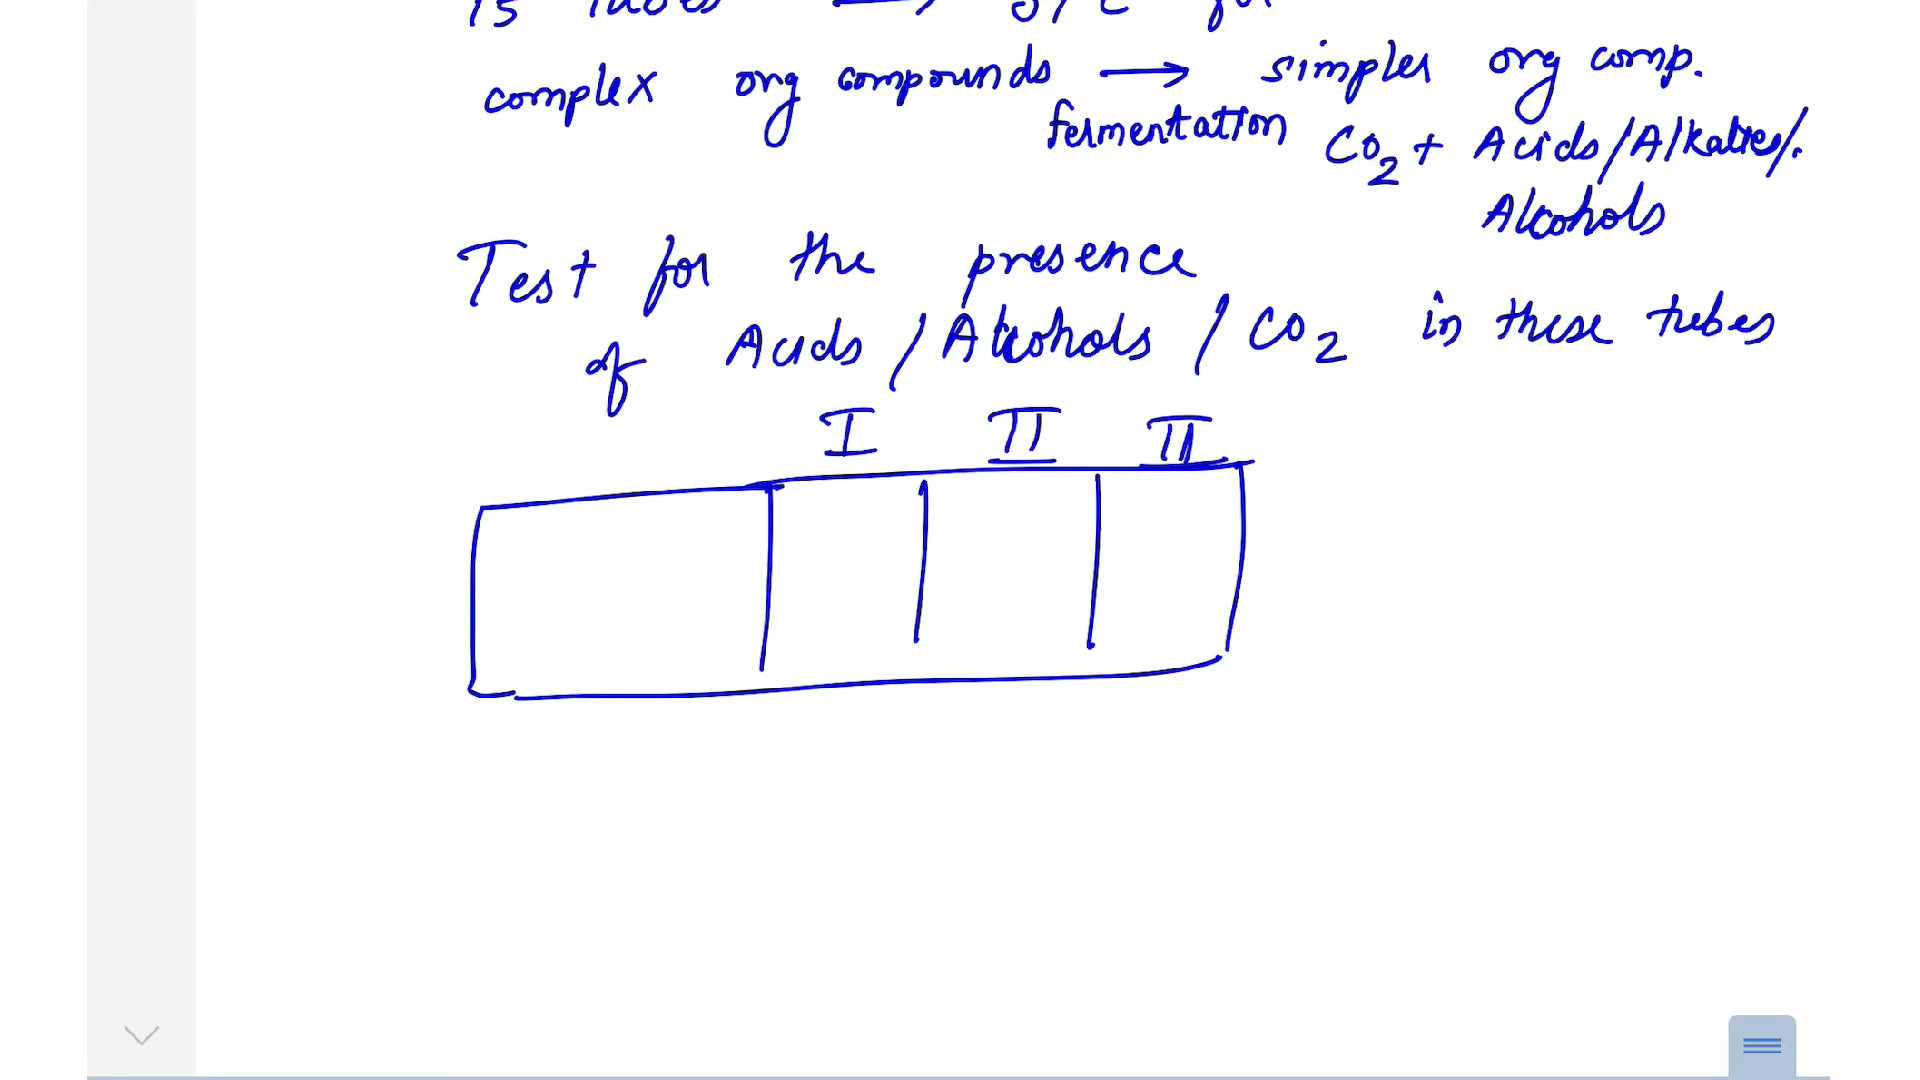 complex org compounds → simpler org comp.
fermentation CO2 + Acids/Alkalies/.
Alcohols
Test for the presence
of Acids / Alcohols / CO2 in these tubes
I II II